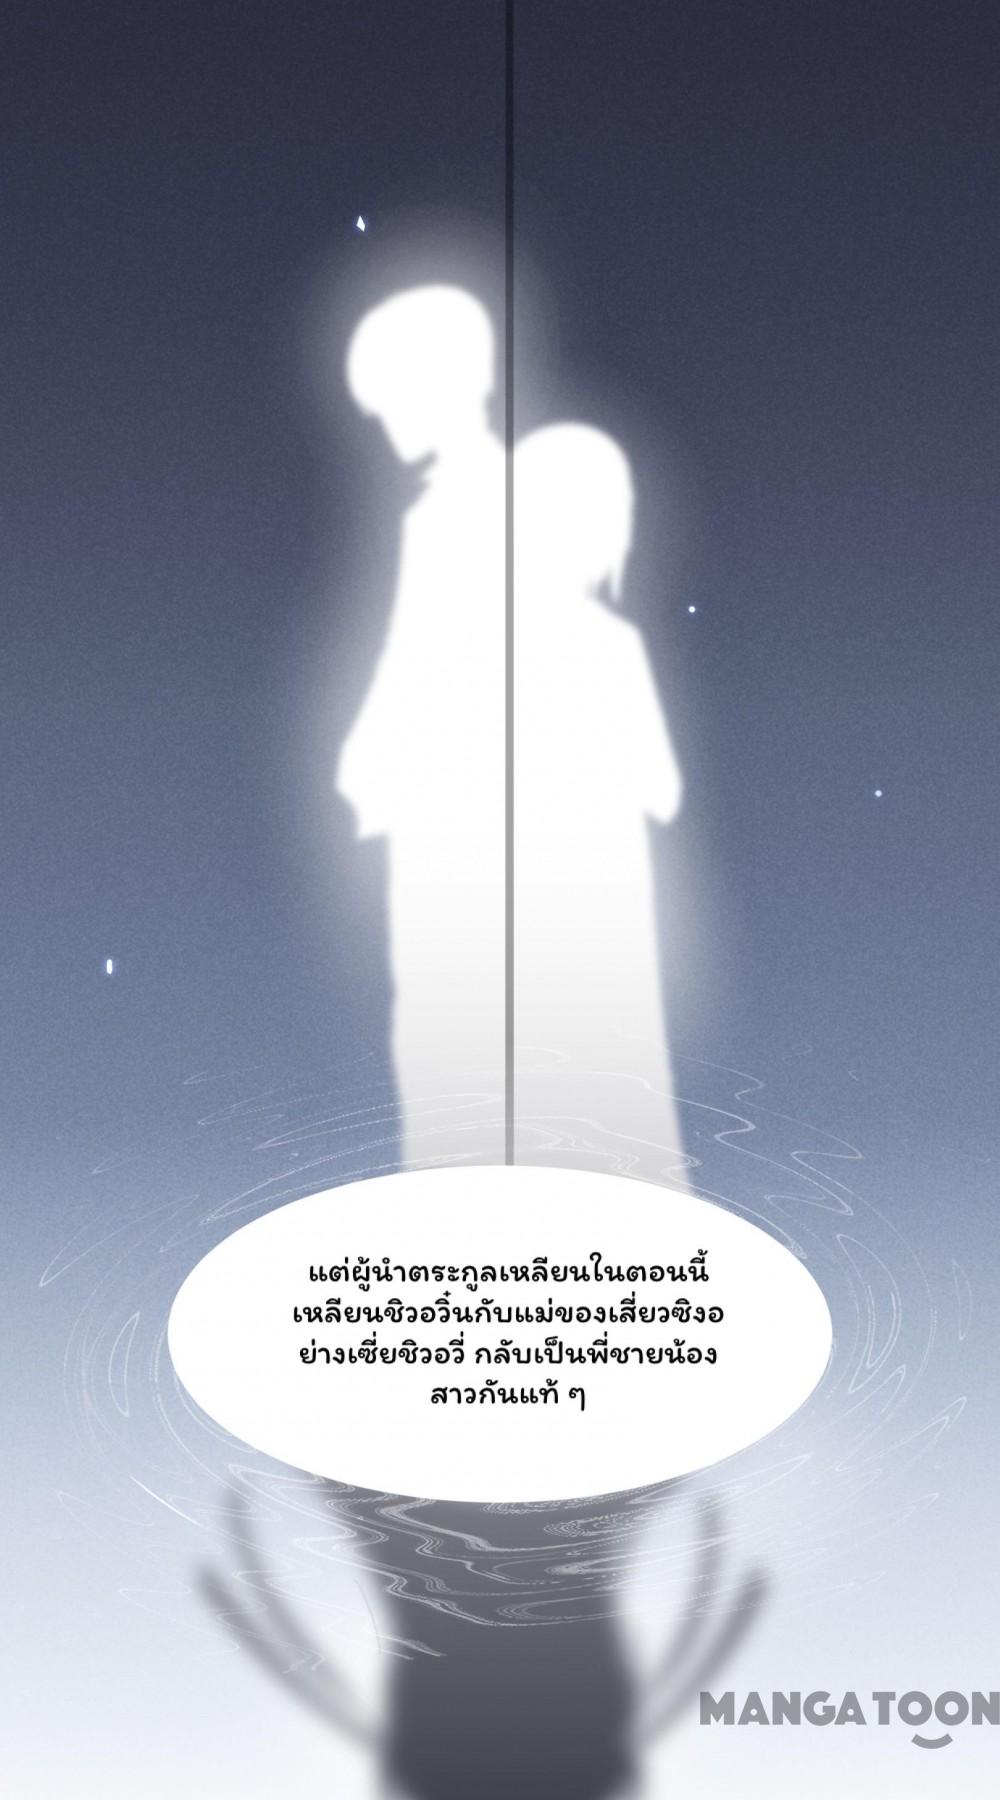 แต่ผู้นำตระกูลเหลียนในตอนนี้
เหลียนชิวอวิ๋นกับแม่ของเสี่ยวซิงอ
ย่างเซี่ยชิวอวี่ กลับเป็นพี่ชายน้อง
สาวกันแท้ ๆ
MANGATOON